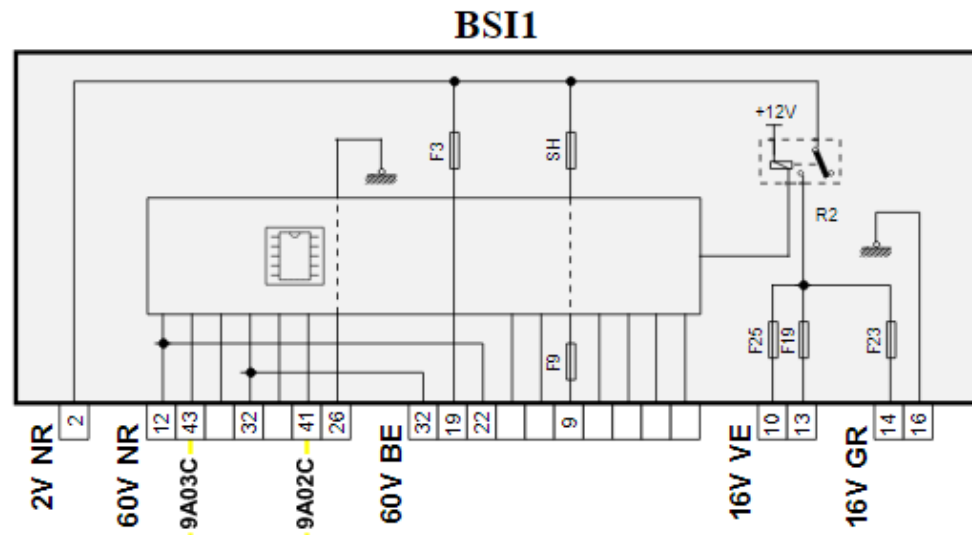 BSI1
+12V
F3
SH
R2
F25
F19
F23
F9
2V NR
2
60V NR
12
43
32
41
26
9A03C
9A02C
60V BE
32
19
22
9
16V VE
10
13
16V GR
14
16